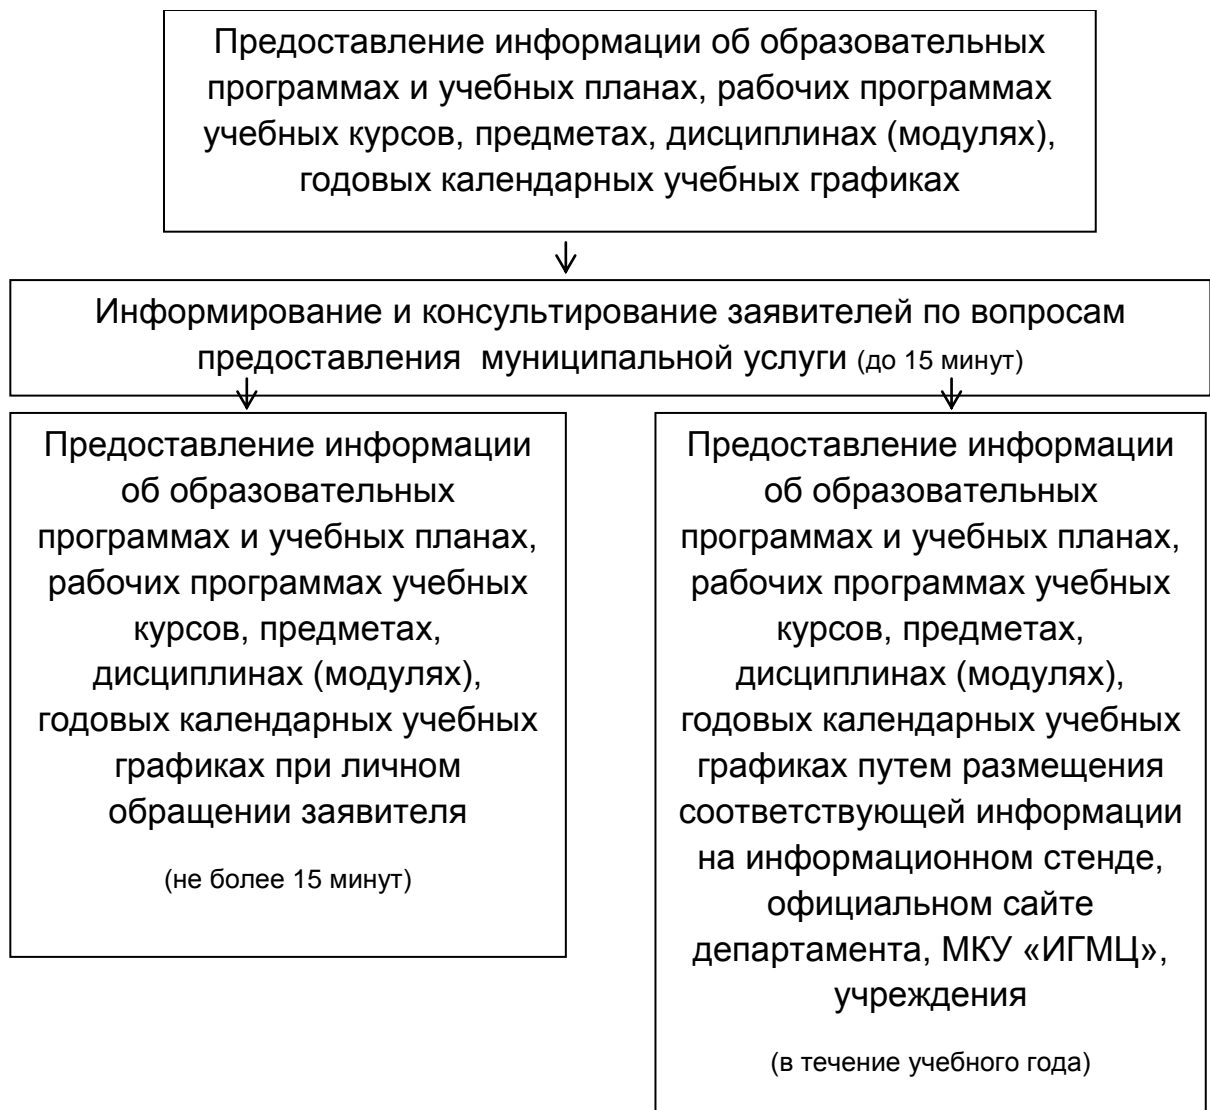 Предоставление информации об образовательных
программах и учебных планах, рабочих программах
учебных курсов, предметах, дисциплинах (модулях),
годовых календарных учебных графиках
Информирование и консультирование заявителей по вопросам
предоставления муниципальной услуги (до 15 минут)
Предоставление информации
об образовательных
программах и учебных планах,
рабочих программах учебных
курсов, предметах,
дисциплинах (модулях),
годовых календарных учебных
графиках при личном
обращении заявителя
(не более 15 минут)
Предоставление информации
об образовательных
программах и учебных планах,
рабочих программах учебных
курсов, предметах,
дисциплинах (модулях),
годовых календарных учебных
графиках путем размещения
соответствующей информации
на информационном стенде,
официальном сайте
департамента, МКУ «ИГМЦ»,
учреждения
(в течение учебного года)